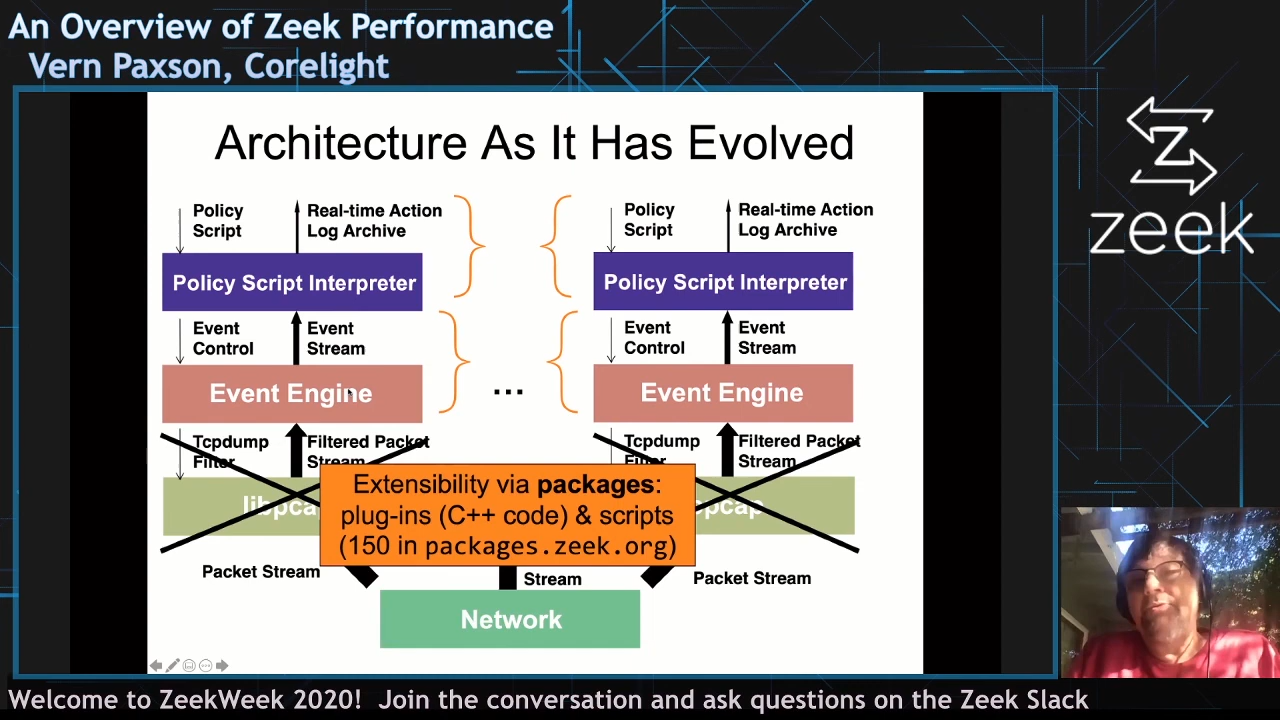 An Overview of Zeek Performance
Vern Paxson, Corelight
zeek
Architecture As It Has Evolved
Policy
Script
Real-time Action
Log Archive
Policy
Script
Real-time Action
Log Archive
Policy Script Interpreter
Policy Script Interpreter
Event
Control
Event
Stream
Event
Control
Event
Stream
Event Engine
...
Event Engine
Tcpdump
Filter
Filtered Packet
Stream
Tcpdump
Filter
Filtered Packet
Stream
Extensibility via packages:
plug-ins (C++ code) & scripts
(150 in packages.zeek.org)
Packet Stream
Stream
Packet Stream
Network
Welcome to ZeekWeek 2020! Join the conversation and ask questions on the Zeek Slack